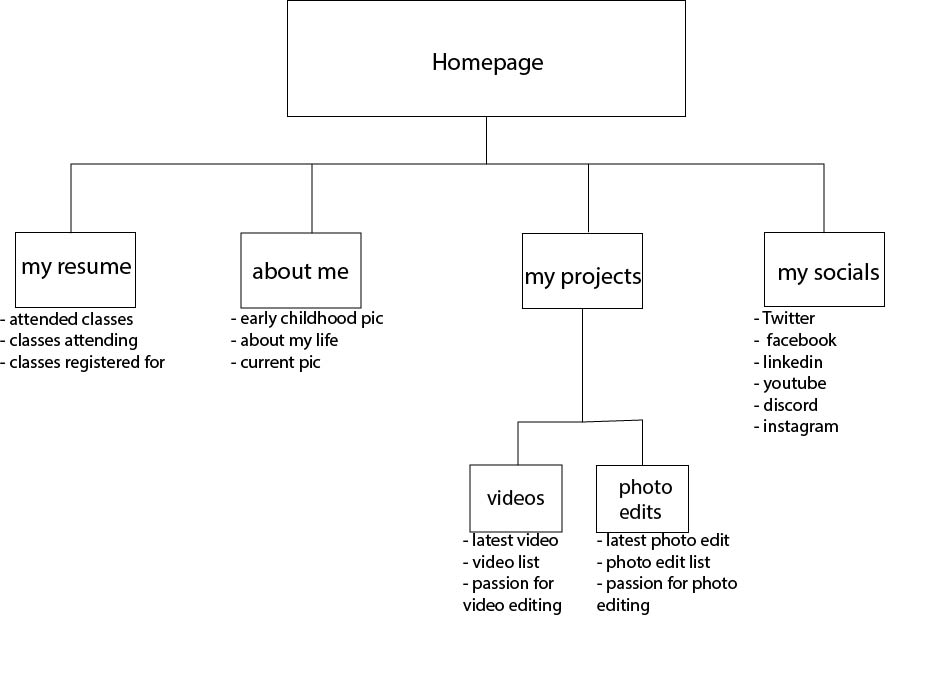 Homepage
my resume
- attended classes
- classes attending
- classes registered for
about me
- early childhood pic
- about my life
- current pic
my projects
my socials
- Twitter
- facebook
- linkedin
- youtube
- discord
- instagram
videos
- latest video
- video list
- passion for
video editing
photo
edits
- latest photo edit
- photo edit list
- passion for photo
editing